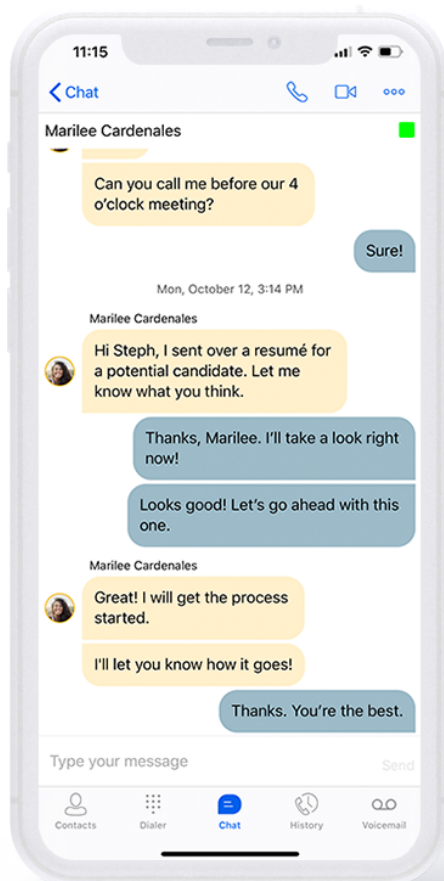 11:15
Chat
Marilee Cardenales
Can you call me before our 4
o'clock meeting?
Sure!
Mon, October 12, 3:14 PM
Marilee Cardenales
Hi Steph, I sent over a resumé for
a potential candidate. Let me
know what you think.
Thanks, Marilee. I'll take a look right
now!
Looks good! Let's go ahead with this
one.
Marilee Cardenales
Great! I will get the process
started.
I'll let you know how it goes!
Thanks. You're the best.
Type your message
Send
Contacts
Dialer
Chat
History
Voicemail